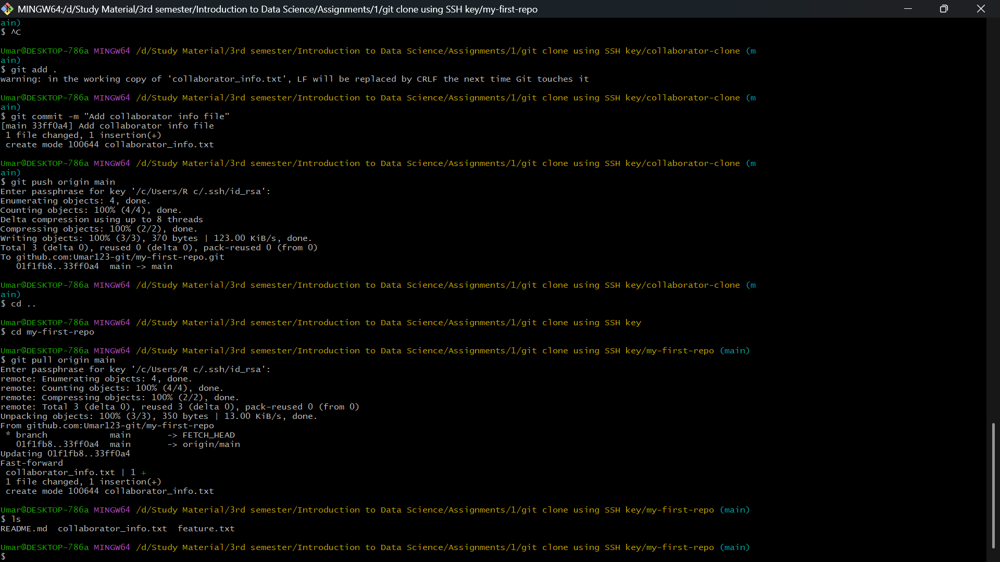 MINGW64:/d/Study Material/3rd semester/Introduction to Data Science/Assignments/1/git clone using SSH key/my-first-repo
ain)
$ ^C
Umar@DESKTOP-786a MINGW64 /d/Study Material/3rd semester/Introduction to Data Science/Assignments/1/git clone using SSH key/collaborator-clone (m
ain)
$ git add .
warning: in the working copy of 'collaborator_info.txt', LF will be replaced by CRLF the next time Git touches it
Umar@DESKTOP-786a MINGW64 /d/Study Material/3rd semester/Introduction to Data Science/Assignments/1/git clone using SSH key/collaborator-clone (m
ain)
$ git commit -m "Add collaborator info file"
[main 33ff0a4] Add collaborator info file
 1 file changed, 1 insertion(+)
 create mode 100644 collaborator_info.txt
Umar@DESKTOP-786a MINGW64 /d/Study Material/3rd semester/Introduction to Data Science/Assignments/1/git clone using SSH key/collaborator-clone (m
ain)
$ git push origin main
Enter passphrase for key '/c/Users/R c/.ssh/id_rsa':
Enumerating objects: 4, done.
Counting objects: 100% (4/4), done.
Delta compression using up to 8 threads
Compressing objects: 100% (2/2), done.
Writing objects: 100% (3/3), 370 bytes | 123.00 KiB/s, done.
Total 3 (delta 0), reused 0 (delta 0), pack-reused 0 (from 0)
To github.com:Umar123-git/my-first-repo.git
   01f1fb8..33ff0a4  main -> main
Umar@DESKTOP-786a MINGW64 /d/Study Material/3rd semester/Introduction to Data Science/Assignments/1/git clone using SSH key/collaborator-clone (m
ain)
$ cd ..
Umar@DESKTOP-786a MINGW64 /d/Study Material/3rd semester/Introduction to Data Science/Assignments/1/git clone using SSH key
$ cd my-first-repo
Umar@DESKTOP-786a MINGW64 /d/Study Material/3rd semester/Introduction to Data Science/Assignments/1/git clone using SSH key/my-first-repo (main)
$ git pull origin main
Enter passphrase for key '/c/Users/R c/.ssh/id_rsa':
remote: Enumerating objects: 4, done.
remote: Counting objects: 100% (4/4), done.
remote: Compressing objects: 100% (2/2), done.
remote: Total 3 (delta 0), reused 3 (delta 0), pack-reused 0 (from 0)
Unpacking objects: 100% (3/3), 350 bytes | 13.00 KiB/s, done.
From github.com:Umar123-git/my-first-repo
 * branch            main       -> FETCH_HEAD
   01f1fb8..33ff0a4  main       -> origin/main
Updating 01f1fb8..33ff0a4
Fast-forward
 collaborator_info.txt | 1 +
 1 file changed, 1 insertion(+)
 create mode 100644 collaborator_info.txt
Umar@DESKTOP-786a MINGW64 /d/Study Material/3rd semester/Introduction to Data Science/Assignments/1/git clone using SSH key/my-first-repo (main)
$ ls
README.md  collaborator_info.txt  feature.txt
Umar@DESKTOP-786a MINGW64 /d/Study Material/3rd semester/Introduction to Data Science/Assignments/1/git clone using SSH key/my-first-repo (main)
$